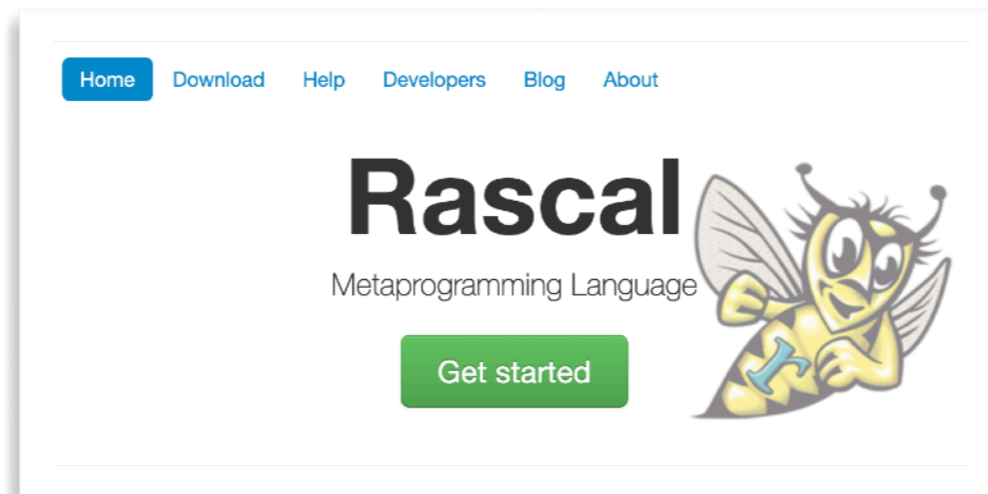 Home Download Help Developers Blog About
Rascal
Metaprogramming Language
r
Get started